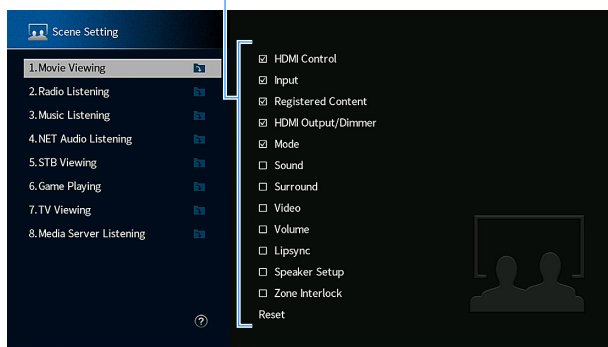 Scene Setting
1.Movie Viewing
2.Radio Listening
3.Music Listening
4.NET Audio Listening
5.STB Viewing
6.Game Playing
7.TV Viewing
8.Media Server Listening
?
HDMI Control
Input
Registered Content
HDMI Output/Dimmer
Mode
Sound
Surround
Video
Volume
Lipsync
Speaker Setup
Zone Interlock
Reset